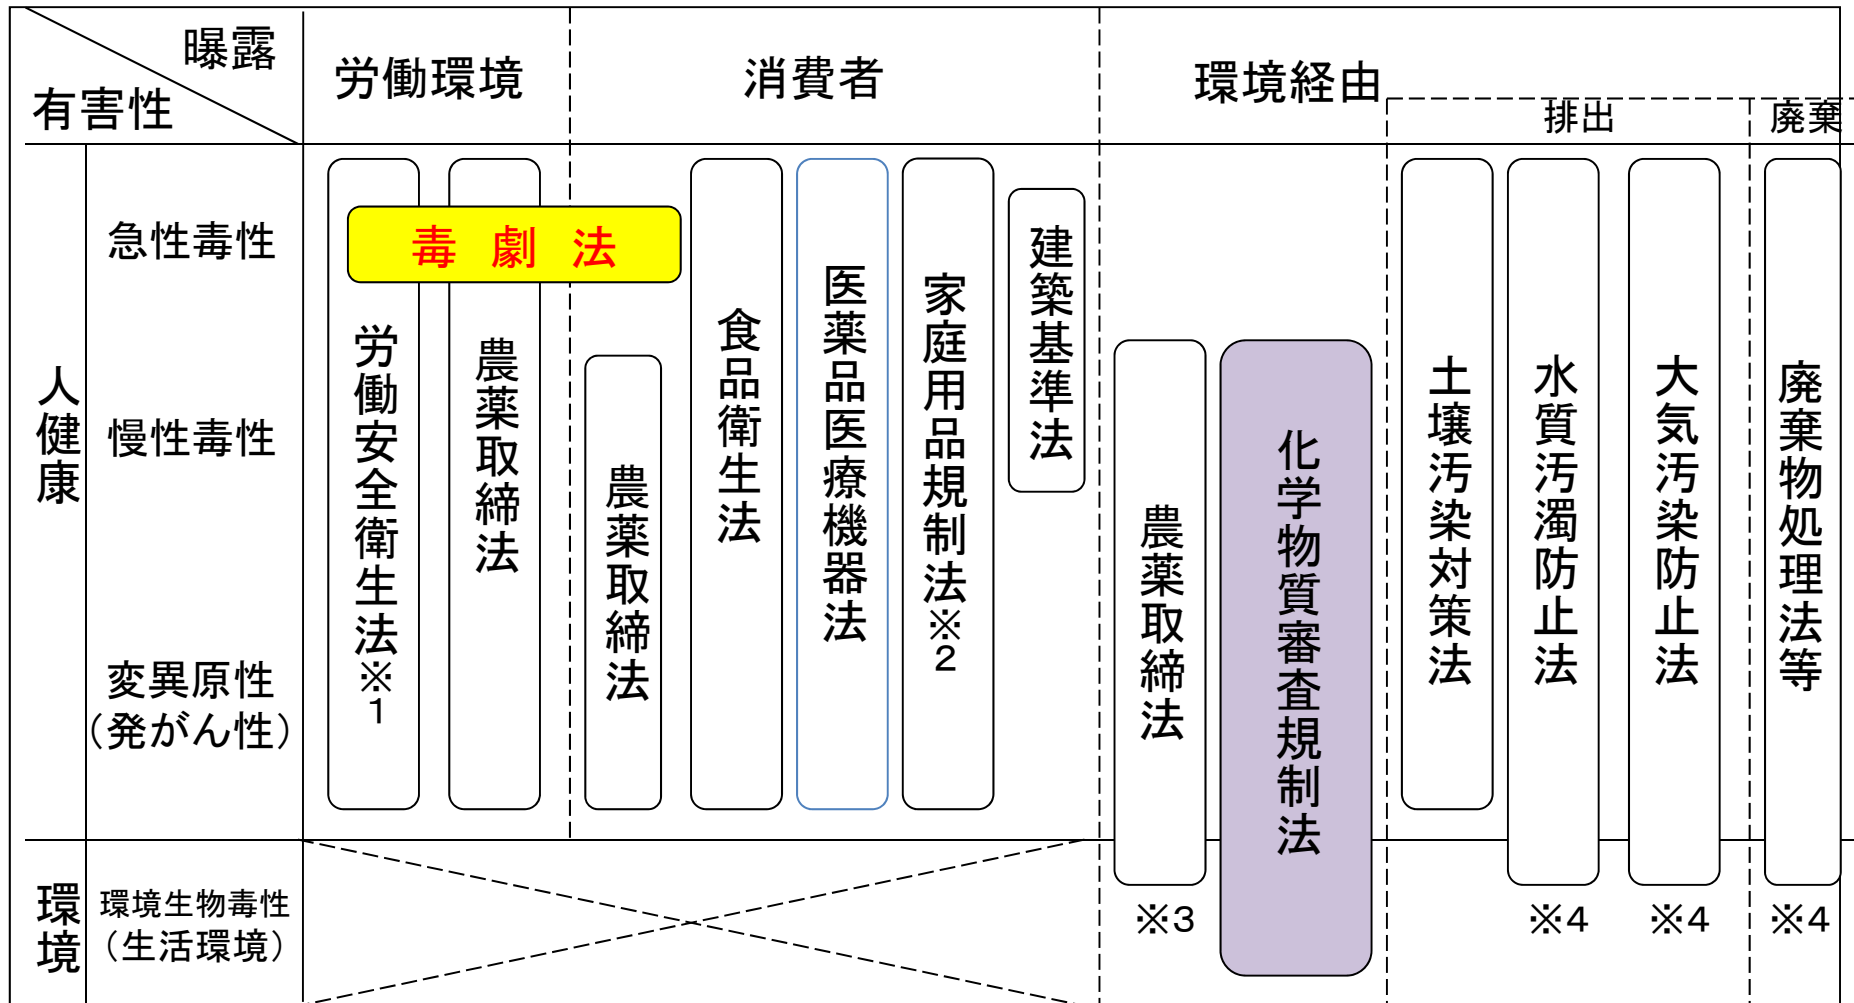 曝露
有害性
労働環境
消費者
環境経由
排出
廃棄
人健康
急性毒性
慢性毒性
変異原性
（発がん性）
環境
環境生物毒性
（生活環境）
毒劇法
労働安全衛生法※1
農薬取締法
農薬取締法
食品衛生法
医薬品医療機器法
家庭用品規制法※2
建築基準法
農薬取締法
※3
化学物質審査規制法
土壌汚染対策法
水質汚濁防止法
※4
大気汚染防止法
※4
廃棄物処理法等
※4